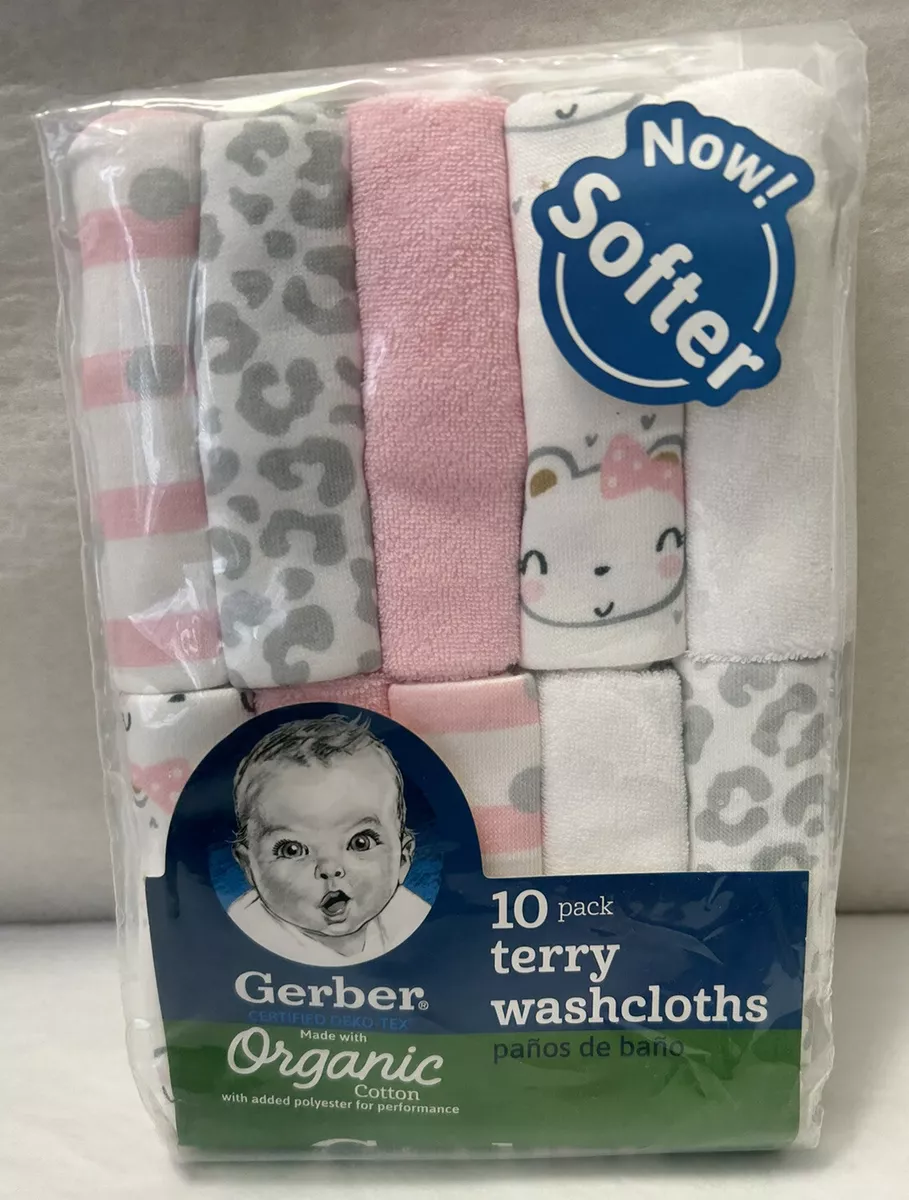 Now!
Softer
10 pack
terry
washcloths
paños de baño
Gerber®
CERTIFIED OEKO-TEX®
Made with
Organic
Cotton
with added polyester for performance